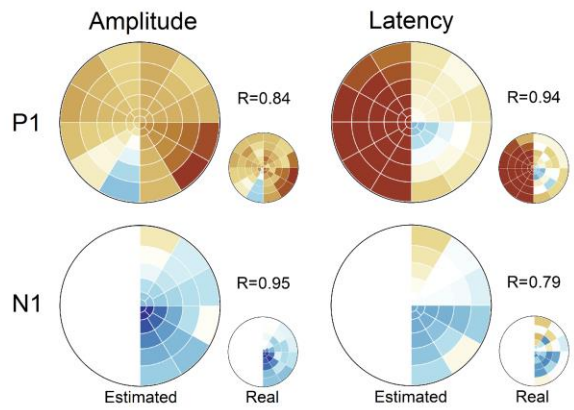 Amplitude
Latency
P1
R=0.84
R=0.94
N1
R=0.95
R=0.79
Estimated
Real
Estimated
Real